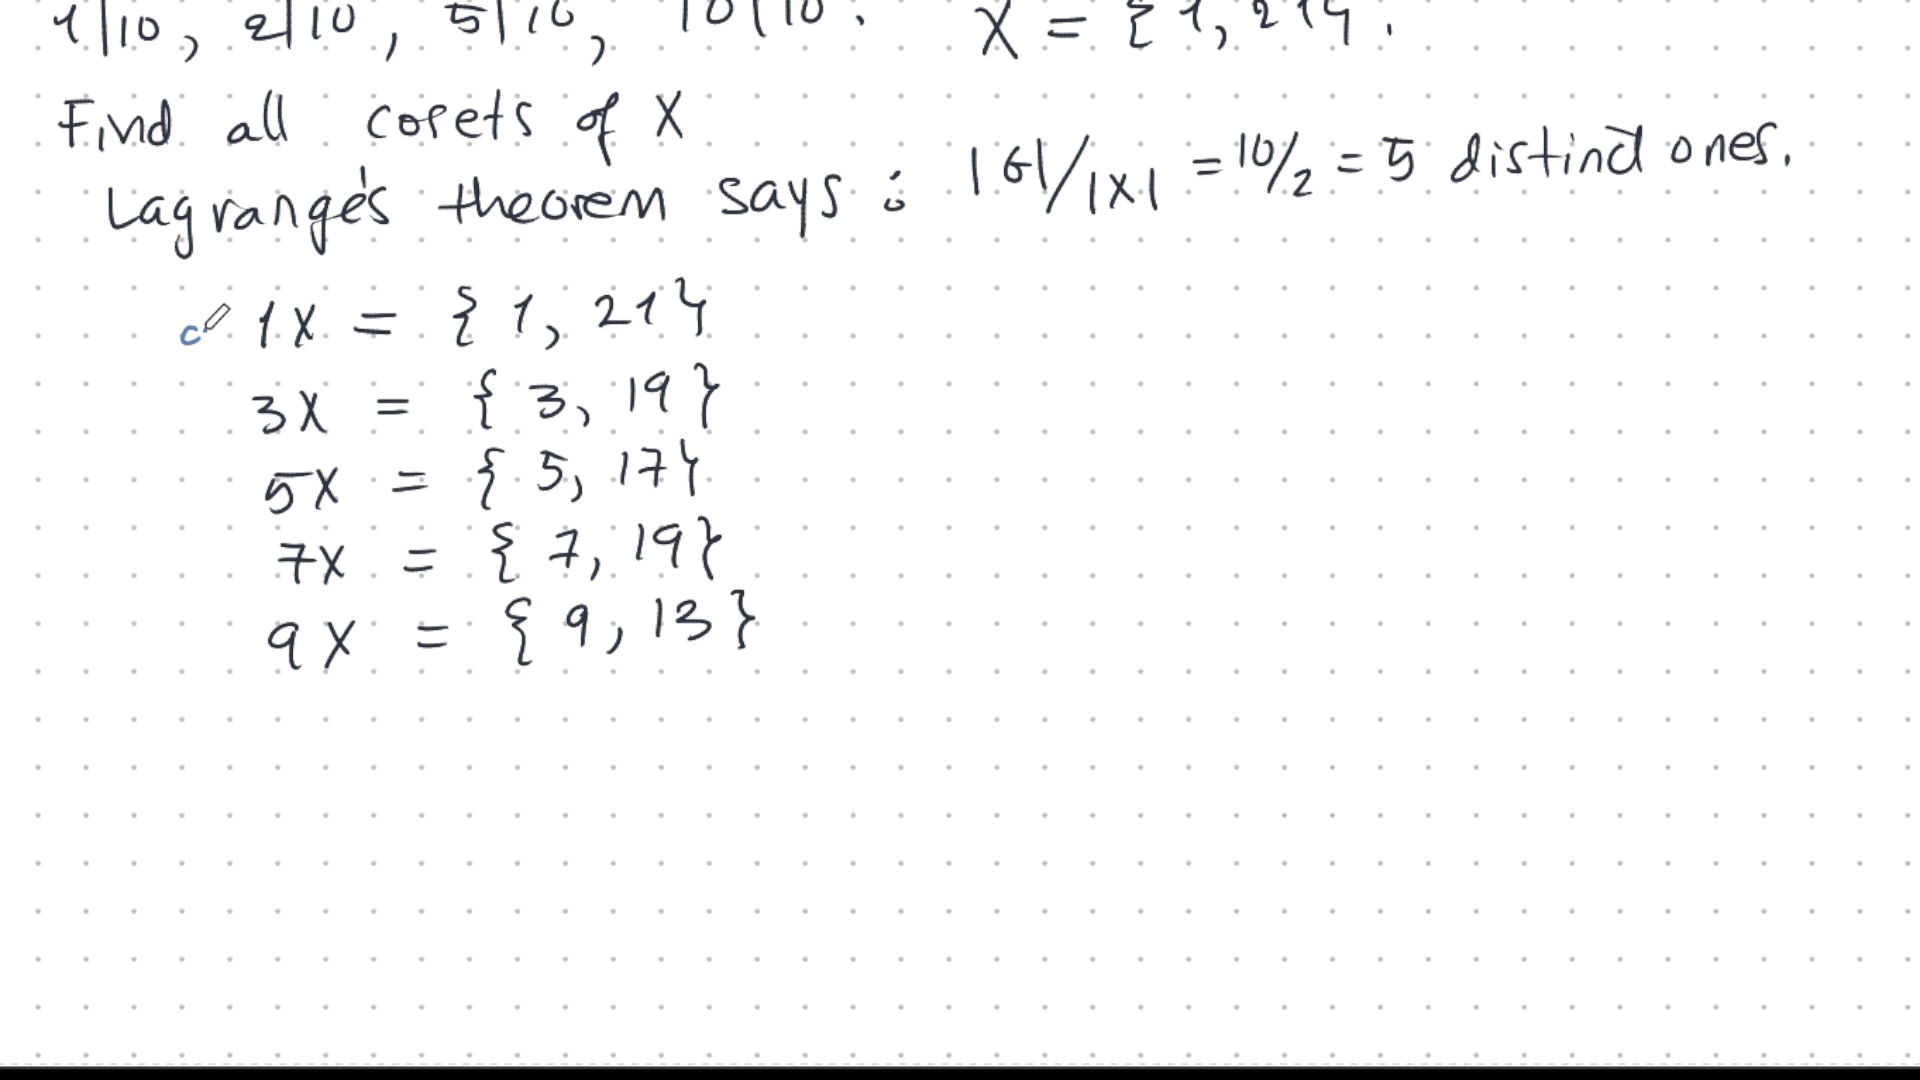 1|10, 2|10, 5|10, 10|10. X = {1, 21}.
Find all cosets of X
Lagrange's theorem says : |G|/|X| = 10/2 = 5 distinct ones.
c 1X = {1, 21}
3X = {3, 19}
5X = {5, 17}
7X = {7, 19}
9X = {9, 13}